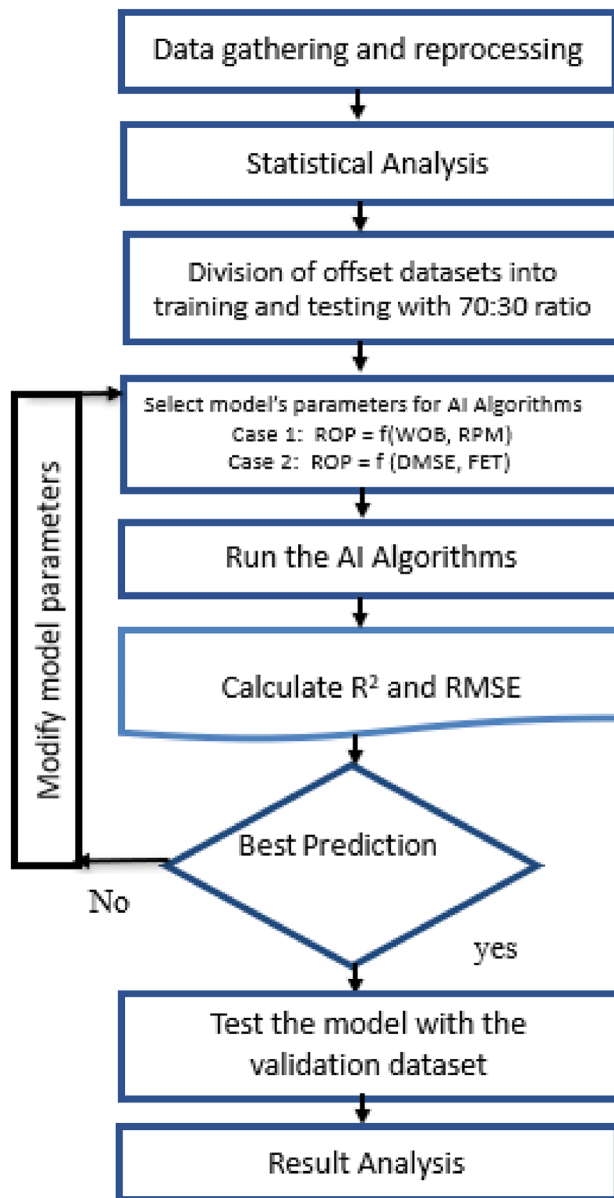 Data gathering and reprocessing
Statistical Analysis
Division of offset datasets into
training and testing with 70:30 ratio
Select model's parameters for AI Algorithms
Case 1:  ROP = f(WOB, RPM)
Case 2:  ROP = f (DMSE, FET)
Run the AI Algorithms
Calculate R² and RMSE
Modify model parameters
Best Prediction
No
yes
Test the model with the
validation dataset
Result Analysis